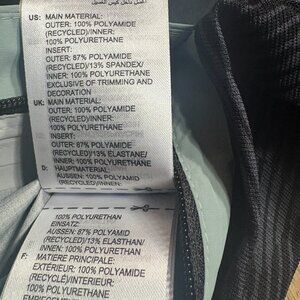 US: MAIN MATERIAL:
OUTER: 100% POLYAMIDE
(RECYCLED)/INNER:
100% POLYURETHANE
INSERT:
OUTER: 87% POLYAMIDE
(RECYCLED)/13% SPANDEX/
INNER: 100% POLYURETHANE
EXCLUSIVE OF TRIMMING AND
DECORATION
UK: MAIN MATERIAL:
OUTER: 100% POLYAMIDE
(RECYCLED)/INNER:
100% POLYURETHANE
INSERT:
OUTER: 87% POLYAMIDE
(RECYCLED)/13% ELASTANE/
INNER: 100% POLYURETHANE
D: HAUPTMATERIAL:
AUSSEN: 100% POLYAMID
(RECYCLED)/INNEN:
100% POLYURETHAN
EINSATZ:
AUSSEN: 87% POLYAMID
(RECYCLED)/13% ELASTHAN/
INNEN: 100% POLYURETHAN
F: MATIERE PRINCIPALE:
EXTÉRIEUR: 100% POLYAMIDE
(RECYCLÉ)/INTÉRIEUR:
100% POLYURETHANE